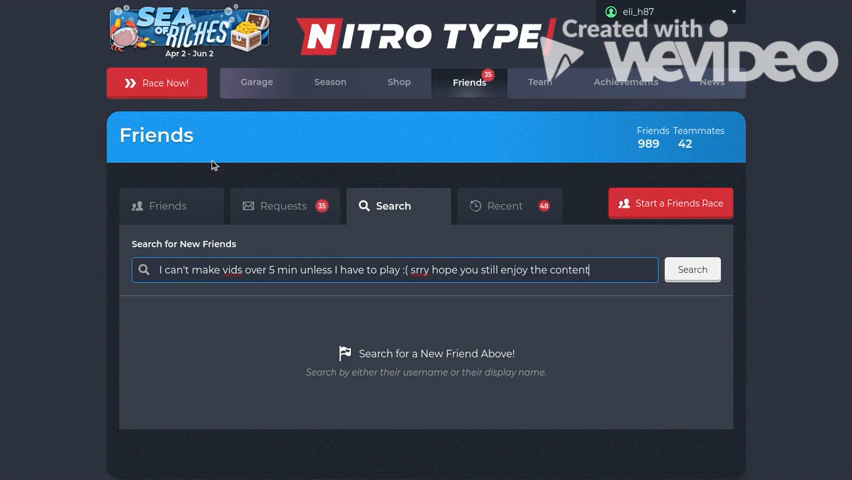 SEA OF RICHES
Apr 2 - Jun 2
NITRO TYPE
eli_h87
Created with
WeVideo
Race Now!
Garage
Season
Shop
Friends
35
Team
Achievements
News
Friends
Friends
989
Teammates
42
Friends
Requests
35
Search
Recent
48
Start a Friends Race
Search for New Friends
I can't make vids over 5 min unless I have to play :( srry hope you still enjoy the content
Search
Search for a New Friend Above!
Search by either their username or their display name.